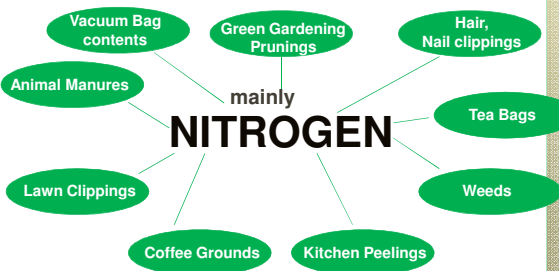 Vacuum Bag
contents
Green Gardening
Prunings
Hair,
Nail clippings
Animal Manures
mainly
NITROGEN
Tea Bags
Lawn Clippings
Weeds
Coffee Grounds
Kitchen Peelings